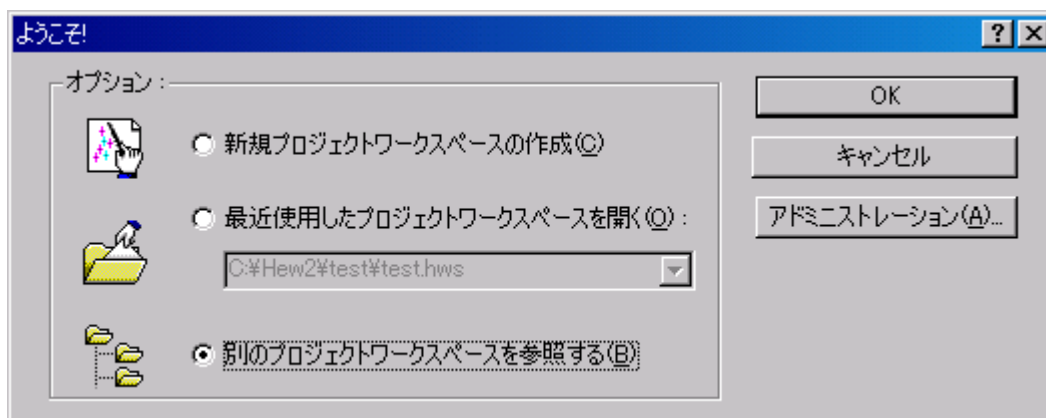 ようこそ!
オプション:
新規プロジェクトワークスペースの作成(C)
最近使用したプロジェクトワークスペースを開く(O):
C:¥Hew2¥test¥test.hws
別のプロジェクトワークスペースを参照する(B)
OK
キャンセル
アドミニストレーション(A)...